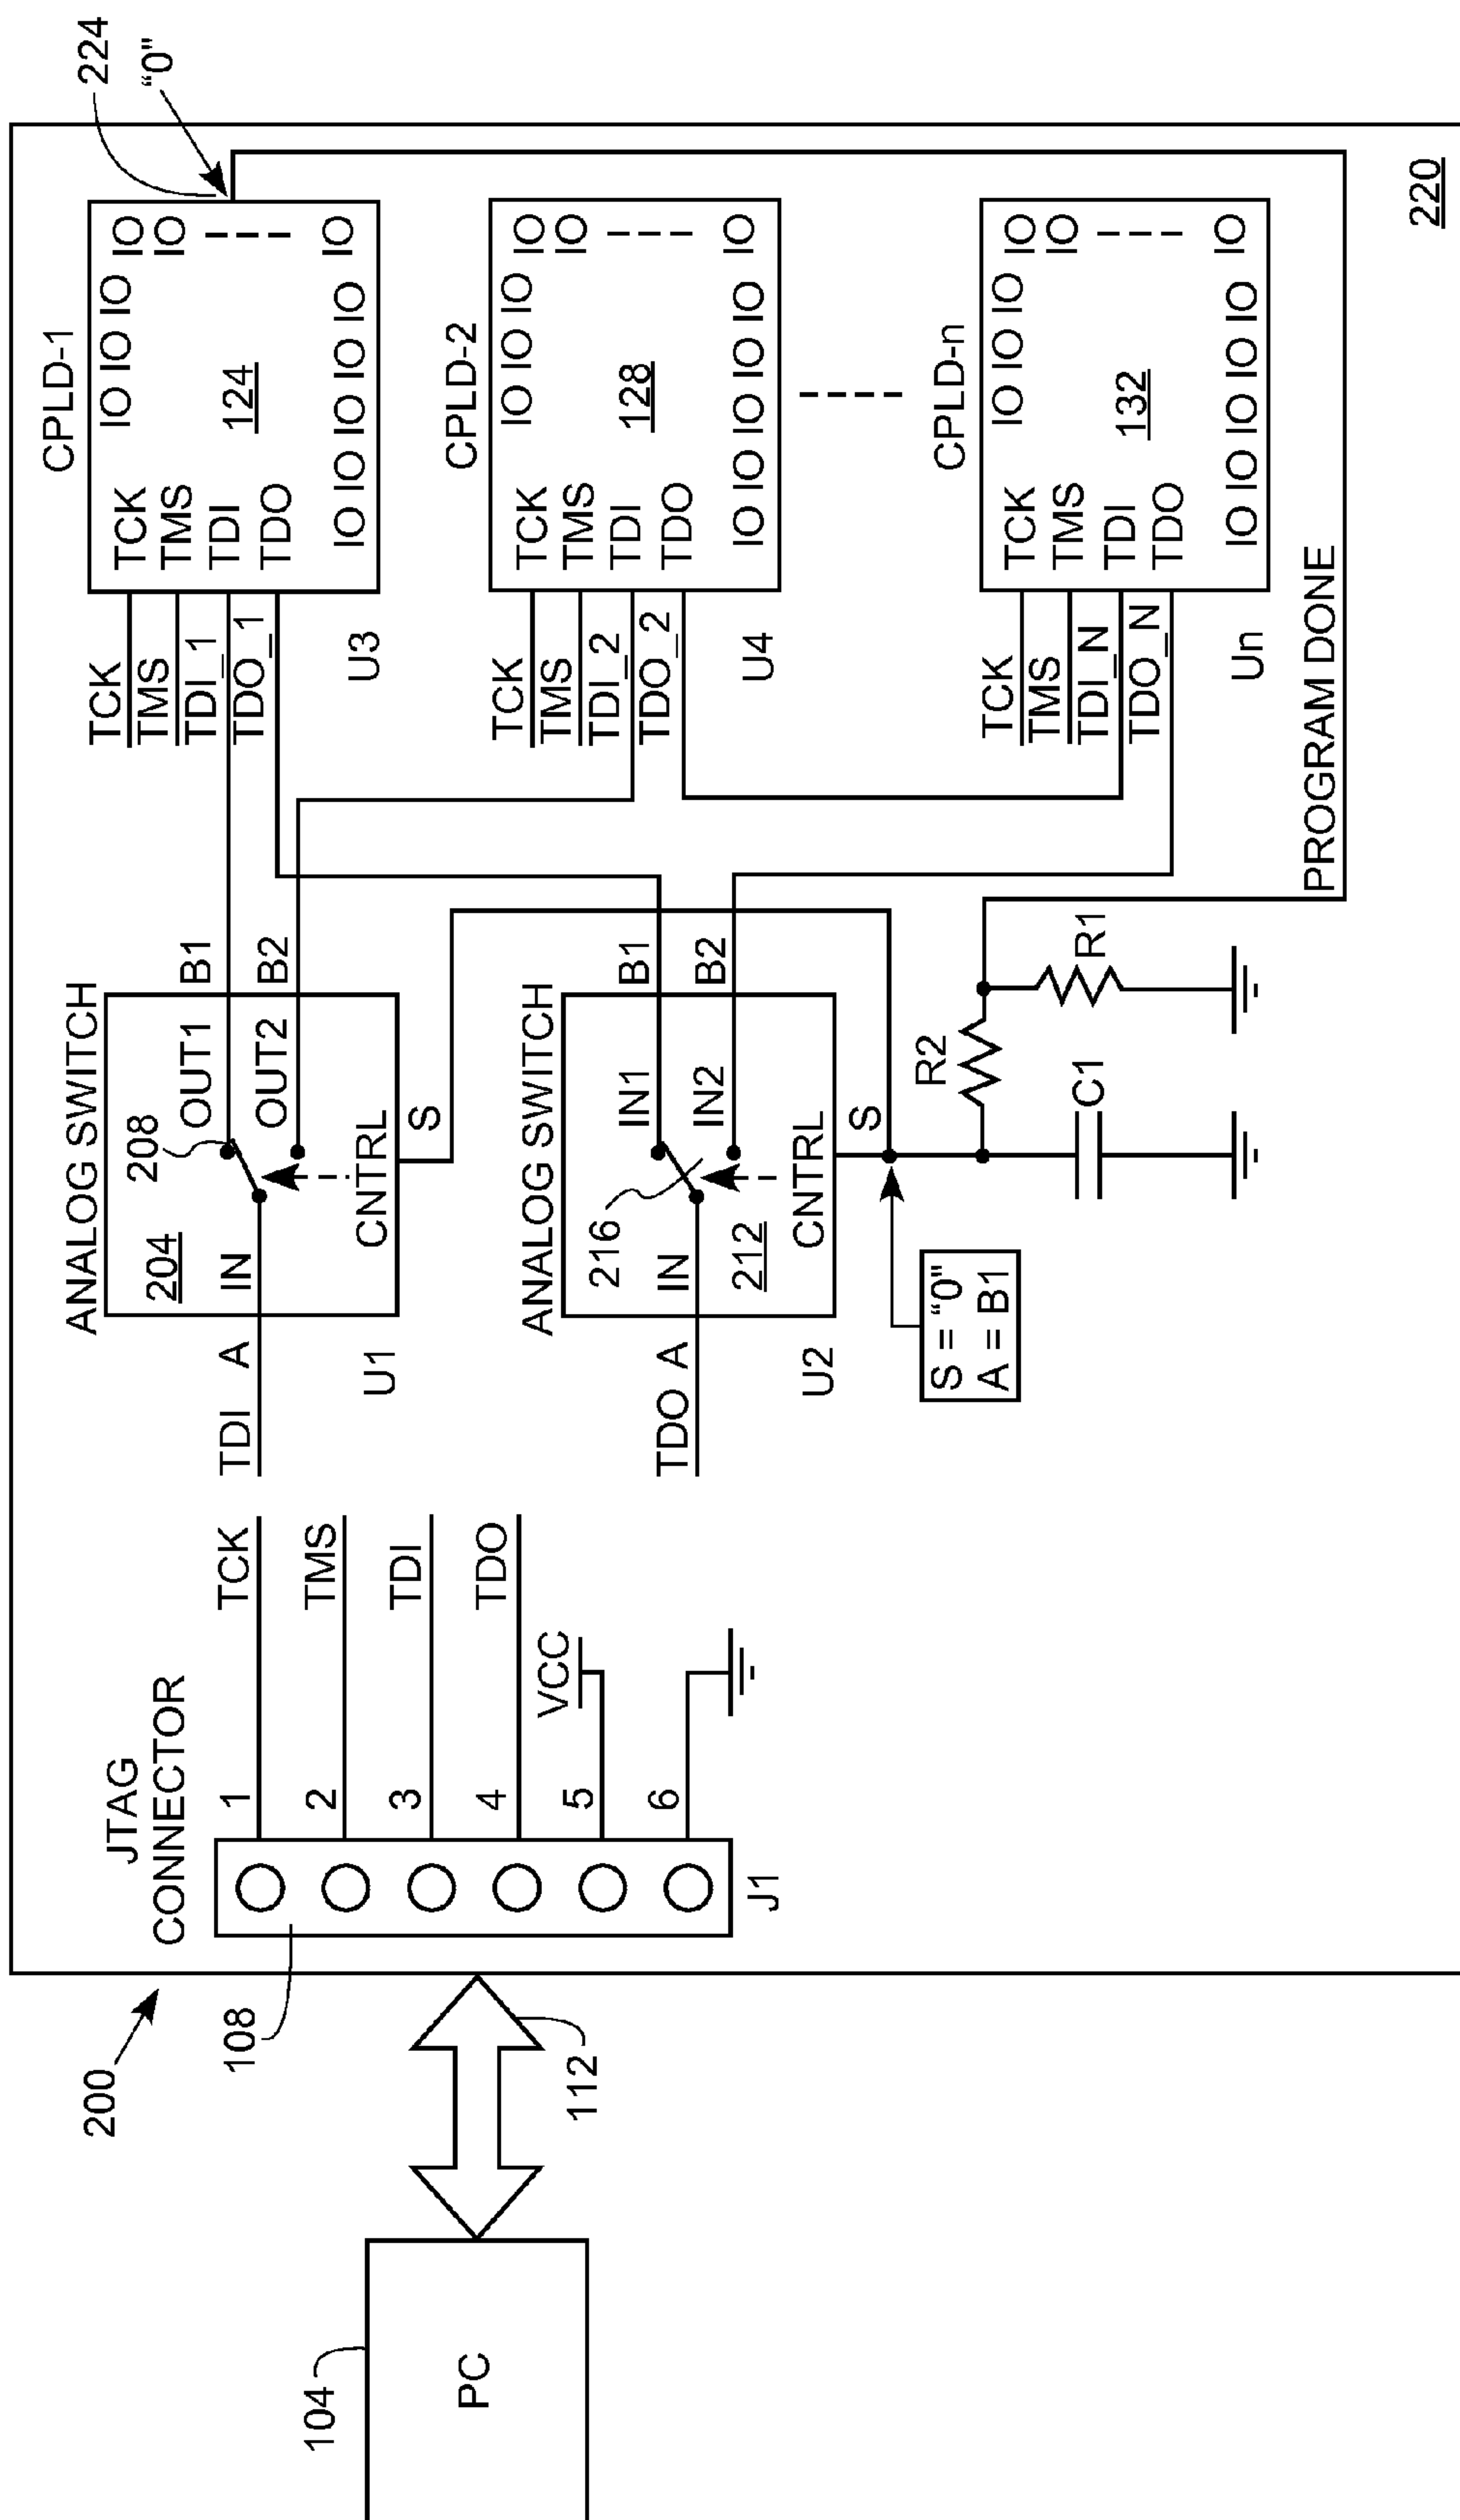 200
104
PC
112
108
JTAG
CONNECTOR
1
2
3
4
5
6
J1
TCK
TMS
TDI
TDO
VCC
ANALOG SWITCH
204
208
TDI
A
IN
OUT1
OUT2
B1
B2
CNTRL
S
U1
ANALOG SWITCH
216
212
TDO
A
IN
IN1
IN2
B1
B2
CNTRL
S
U2
S = "0"
A = B1
R2
R1
C1
PROGRAM DONE
CPLD-1
TCK
TMS
TDI_1
TDO_1
U3
TCK
TMS
TDI
TDO
124
IO IO IO
IO
IO
IO
IO IO IO IO IO
224
"0"
CPLD-2
TCK
TMS
TDI_2
TDO_2
U4
TCK
TMS
TDI
TDO
128
IO IO IO
IO
IO
IO
IO IO IO IO IO
CPLD-n
TCK
TMS
TDI_N
TDO_N
Un
TCK
TMS
TDI
TDO
132
IO IO IO
IO
IO
IO
IO IO IO IO IO
220